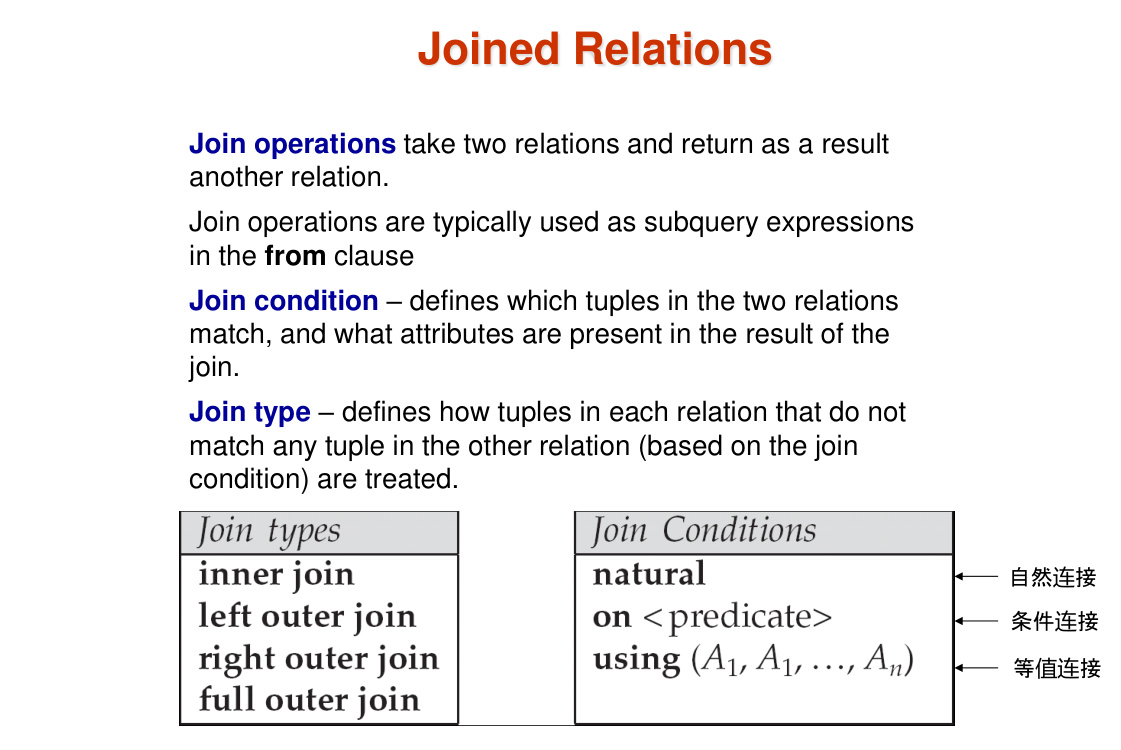 Joined Relations
Join operations take two relations and return as a result
another relation.
Join operations are typically used as subquery expressions
in the from clause
Join condition – defines which tuples in the two relations
match, and what attributes are present in the result of the
join.
Join type – defines how tuples in each relation that do not
match any tuple in the other relation (based on the join
condition) are treated.
Join types
inner join
left outer join
right outer join
full outer join
Join Conditions
natural
on <predicate>
using (A₁, A₁, …, Aₙ)
自然连接
条件连接
等值连接